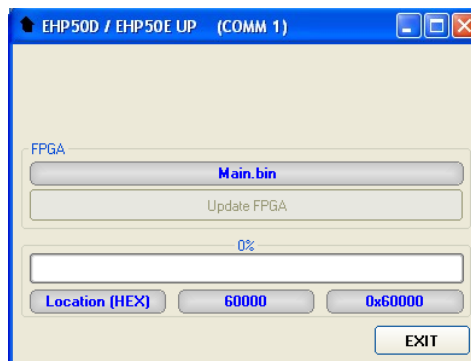 EHP50D / EHP50E UP (COMM 1)
FPGA
Main.bin
Update FPGA
0%
Location (HEX) 60000 0x60000
EXIT